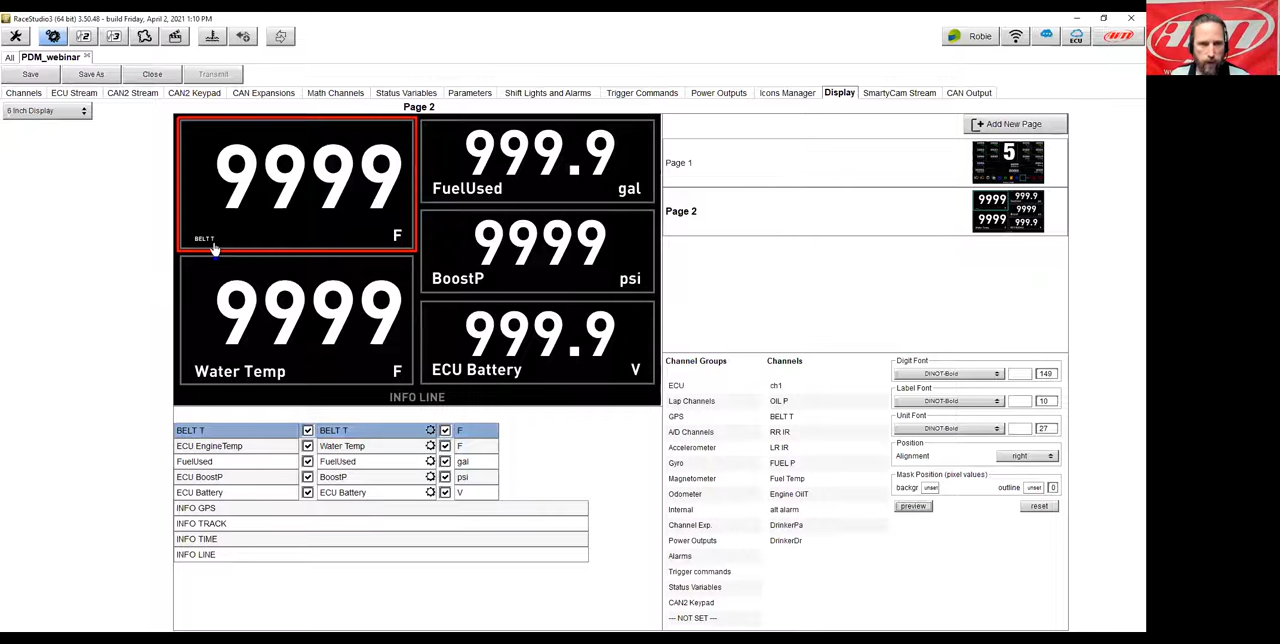 RaceStudio3 (64 bit) 3.50.48 - build Friday, April 2, 2021 1:10 PM
Robie
ECU
All PDM_webinar
Save Save As Close Transmit
Channels ECU Stream CAN2 Stream CAN2 Keypad CAN Expansions Math Channels Status Variables Parameters Shift Lights and Alarms Trigger Commands Power Outputs Icons Manager Display SmartyCam Stream CAN Output
6 Inch Display
Page 2
9999
BELT T F
999.9
FuelUsed gal
9999
BoostP psi
9999
Water Temp F
999.9
ECU Battery V
INFO LINE
BELT T BELT T F
ECU EngineTemp Water Temp F
FuelUsed FuelUsed gal
ECU BoostP BoostP psi
ECU Battery ECU Battery V
INFO GPS
INFO TRACK
INFO TIME
INFO LINE
Add New Page
Page 1
5
Page 2
9999
999.9
9999
9999
999.9
Channel Groups
ECU
Lap Channels
GPS
A/D Channels
Accelerometer
Gyro
Magnetometer
Odometer
Internal
Channel Exp.
Power Outputs
Alarms
Trigger commands
Status Variables
CAN2 Keypad
--- NOT SET ---
Channels
ch1
OIL P
BELT T
RR IR
LR IR
FUEL P
Fuel Temp
Engine OilT
alt alarm
DrinkerPa
DrinkerDr
Digit Font
DINOT-Bold 149
Label Font
DINOT-Bold 10
Unit Font
DINOT-Bold 27
Position
Alignment right
Mask Position (pixel values)
backgr unset outline unset 0
preview reset